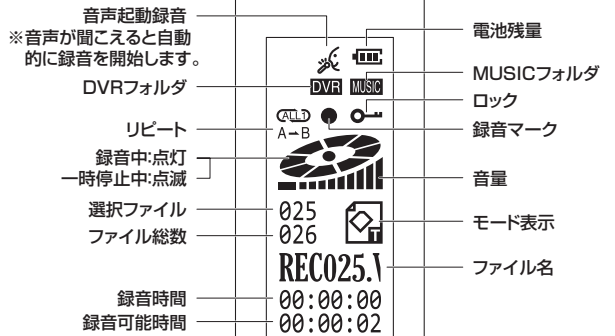 音声起動録音
※音声が聞こえると自動
的に録音を開始します。
DVRフォルダ
リピート
録音中:点灯
一時停止中:点滅
選択ファイル
ファイル総数
録音時間
録音可能時間
DVR MUSIC
ALL1
A→B
025
026
T
REC025.\
00:00:00
00:00:02
電池残量
MUSICフォルダ
ロック
録音マーク
音量
モード表示
ファイル名